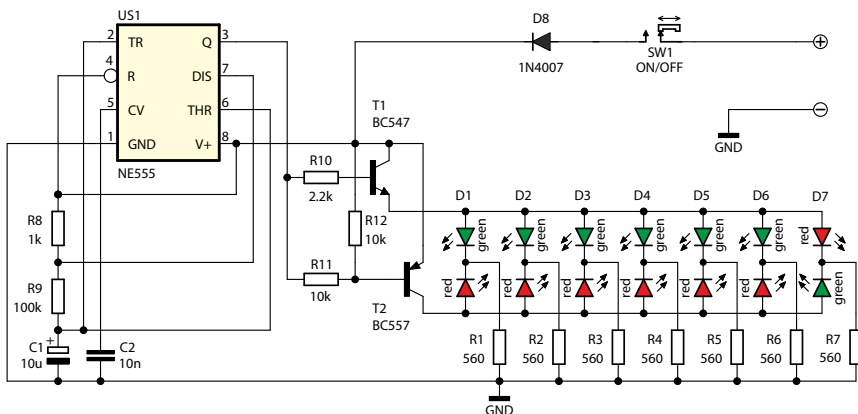 US1
2 TR Q 3
4 R DIS 7
5 CV THR 6
1 GND V+ 8
NE555
D8
1N4007
SW1
ON/OFF
+
−
GND
T1
BC547
R10
2.2k
R12
10k
R11
10k
T2
BC557
R8
1k
R9
100k
+
C1
10u
C2
10n
D1 D2 D3 D4 D5 D6 D7
green green green green green green red
red red red red red red green
R1 R2 R3 R4 R5 R6 R7
560 560 560 560 560 560 560
GND